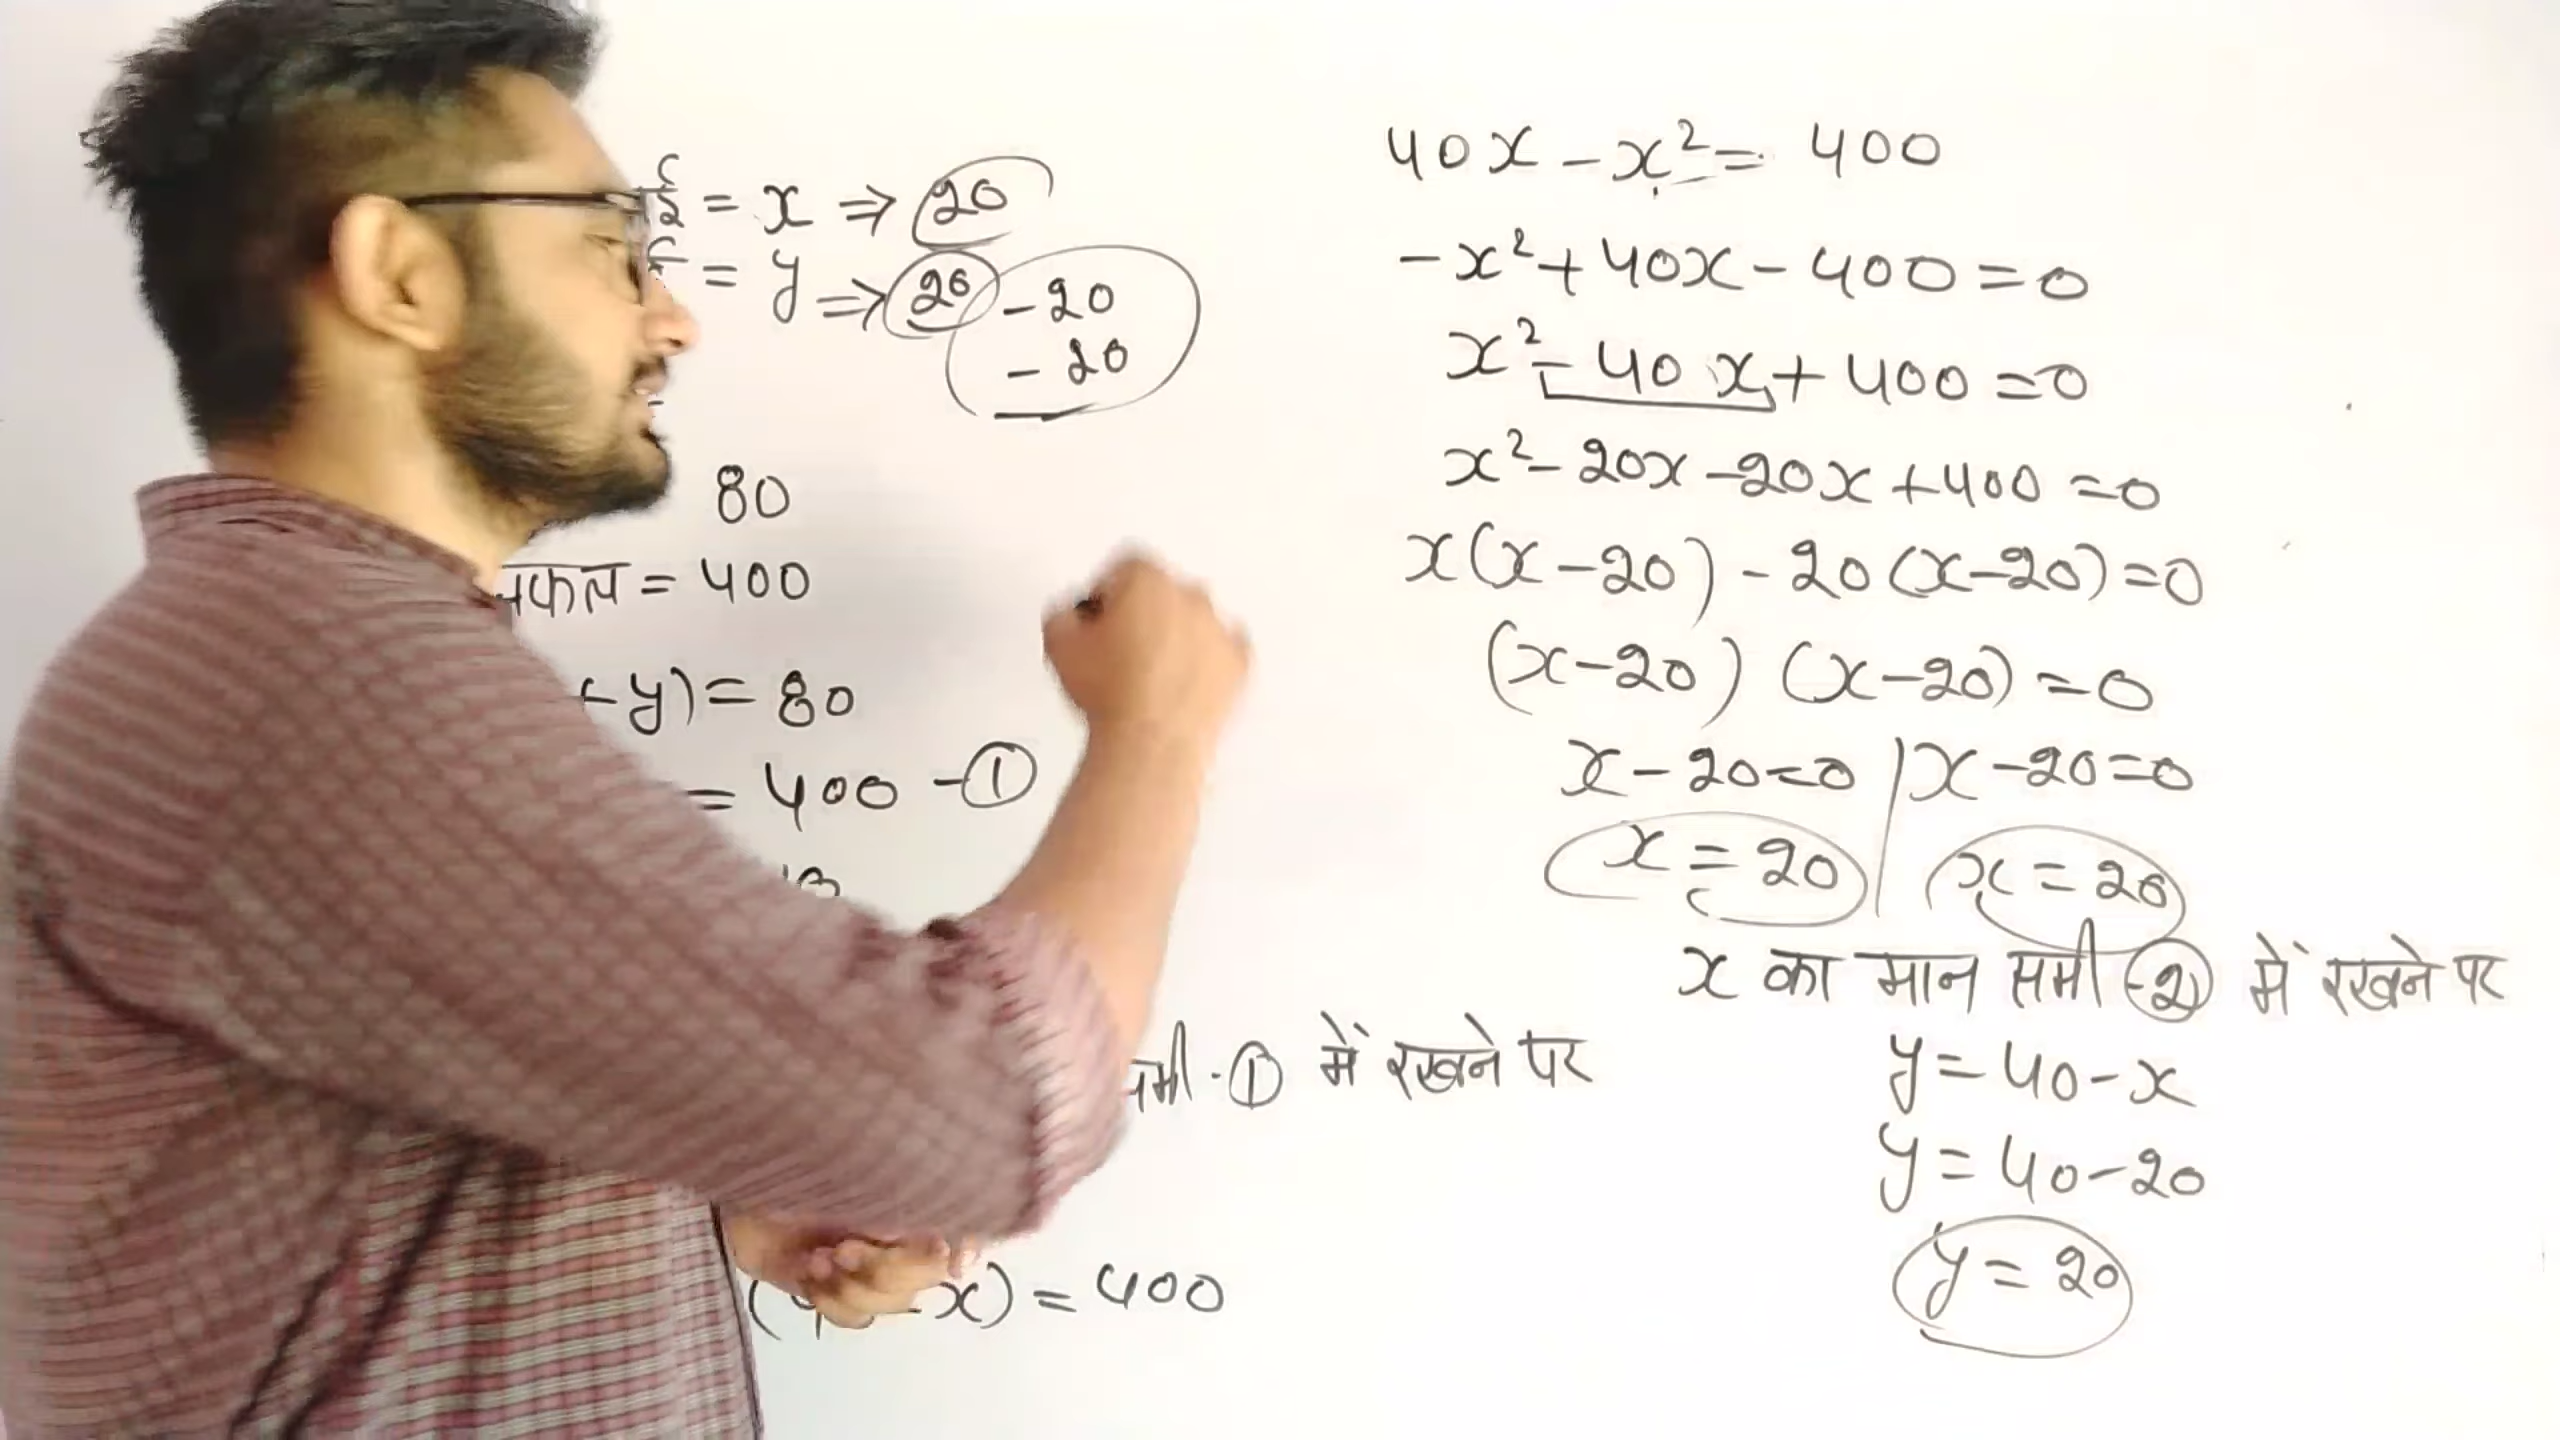 = x ⇒ 20
= y ⇒ 20
- 20
- 20
80
= 400
y) = 80
= 400 - ①
में रखने पर
x) = 400
40x - x² = 400
-x² + 40x - 400 = 0
x² - 40x + 400 = 0
x² - 20x - 20x + 400 = 0
x(x - 20) - 20(x - 20) = 0
(x - 20) (x - 20) = 0
x - 20 = 0 | x - 20 = 0
x = 20 | x = 20
x का मान समी -② में रखने पर
y = 40 - x
y = 40 - 20
y = 20